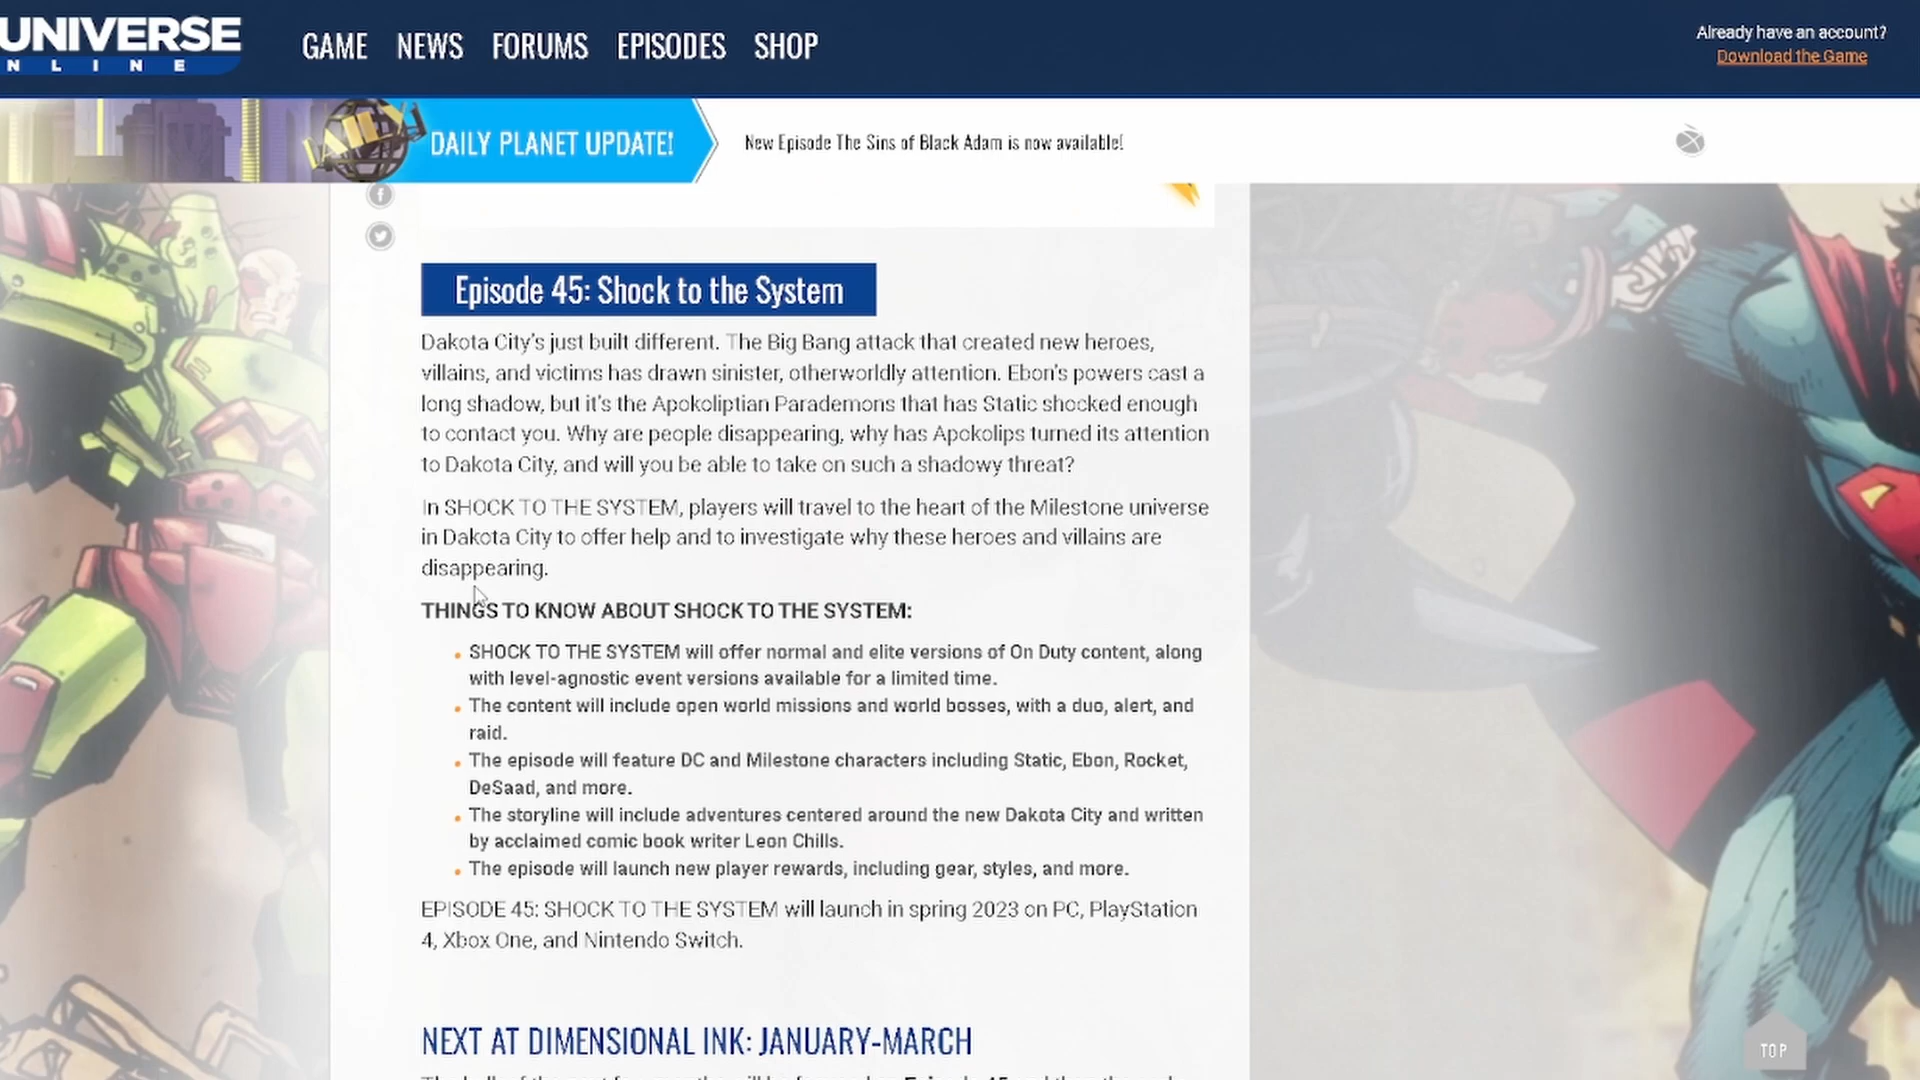 UNIVERSE
NLINE
GAME NEWS FORUMS EPISODES SHOP
Already have an account?
Download the Game
DAILY
DAILY PLANET UPDATE!
New Episode The Sins of Black Adam is now available!
Episode 45: Shock to the System
Dakota City's just built different. The Big Bang attack that created new heroes,
villains, and victims has drawn sinister, otherworldly attention. Ebon's powers cast a
long shadow, but it's the Apokoliptian Parademons that has Static shocked enough
to contact you. Why are people disappearing, why has Apokolips turned its attention
to Dakota City, and will you be able to take on such a shadowy threat?
In SHOCK TO THE SYSTEM, players will travel to the heart of the Milestone universe
in Dakota City to offer help and to investigate why these heroes and villains are
disappearing.
THINGS TO KNOW ABOUT SHOCK TO THE SYSTEM:
SHOCK TO THE SYSTEM will offer normal and elite versions of On Duty content, along
with level-agnostic event versions available for a limited time.
The content will include open world missions and world bosses, with a duo, alert, and
raid.
The episode will feature DC and Milestone characters including Static, Ebon, Rocket,
DeSaad, and more.
The storyline will include adventures centered around the new Dakota City and written
by acclaimed comic book writer Leon Chills.
The episode will launch new player rewards, including gear, styles, and more.
EPISODE 45: SHOCK TO THE SYSTEM will launch in spring 2023 on PC, PlayStation
4, Xbox One, and Nintendo Switch.
NEXT AT DIMENSIONAL INK: JANUARY-MARCH
TOP